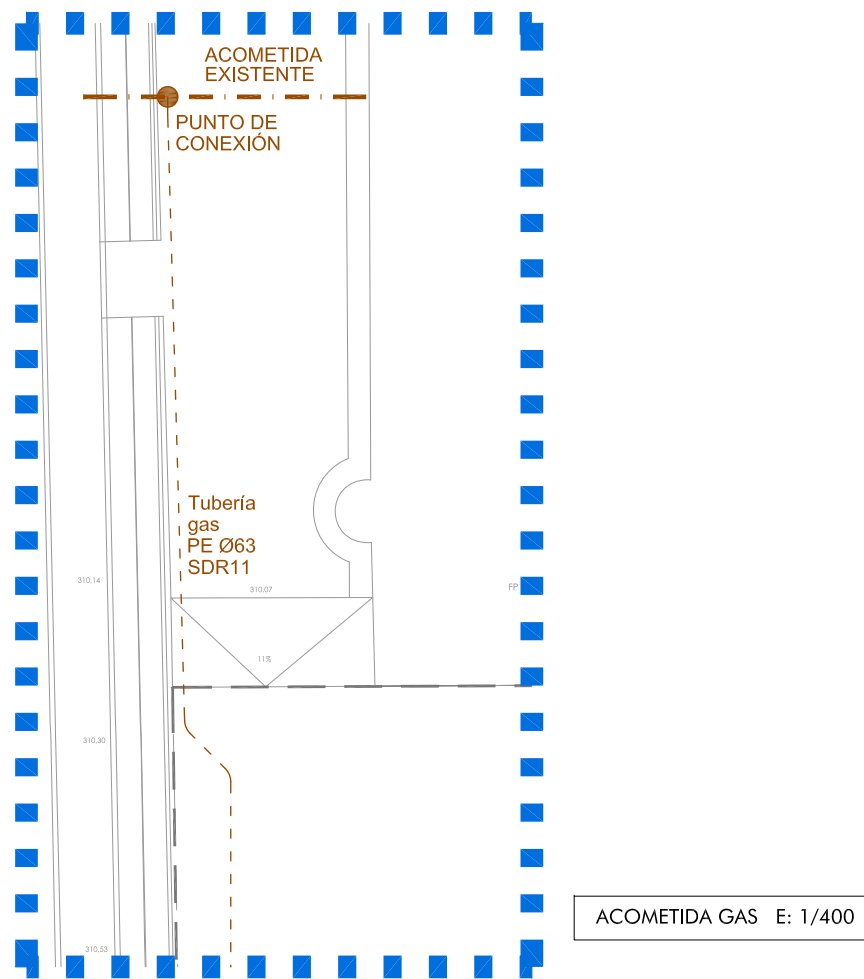 ACOMETIDA
EXISTENTE
PUNTO DE
CONEXIÓN
Tubería
gas
PE Ø63
SDR11
310,14
310,07
FP
11%
310,30
310,53
ACOMETIDA GAS E: 1/400